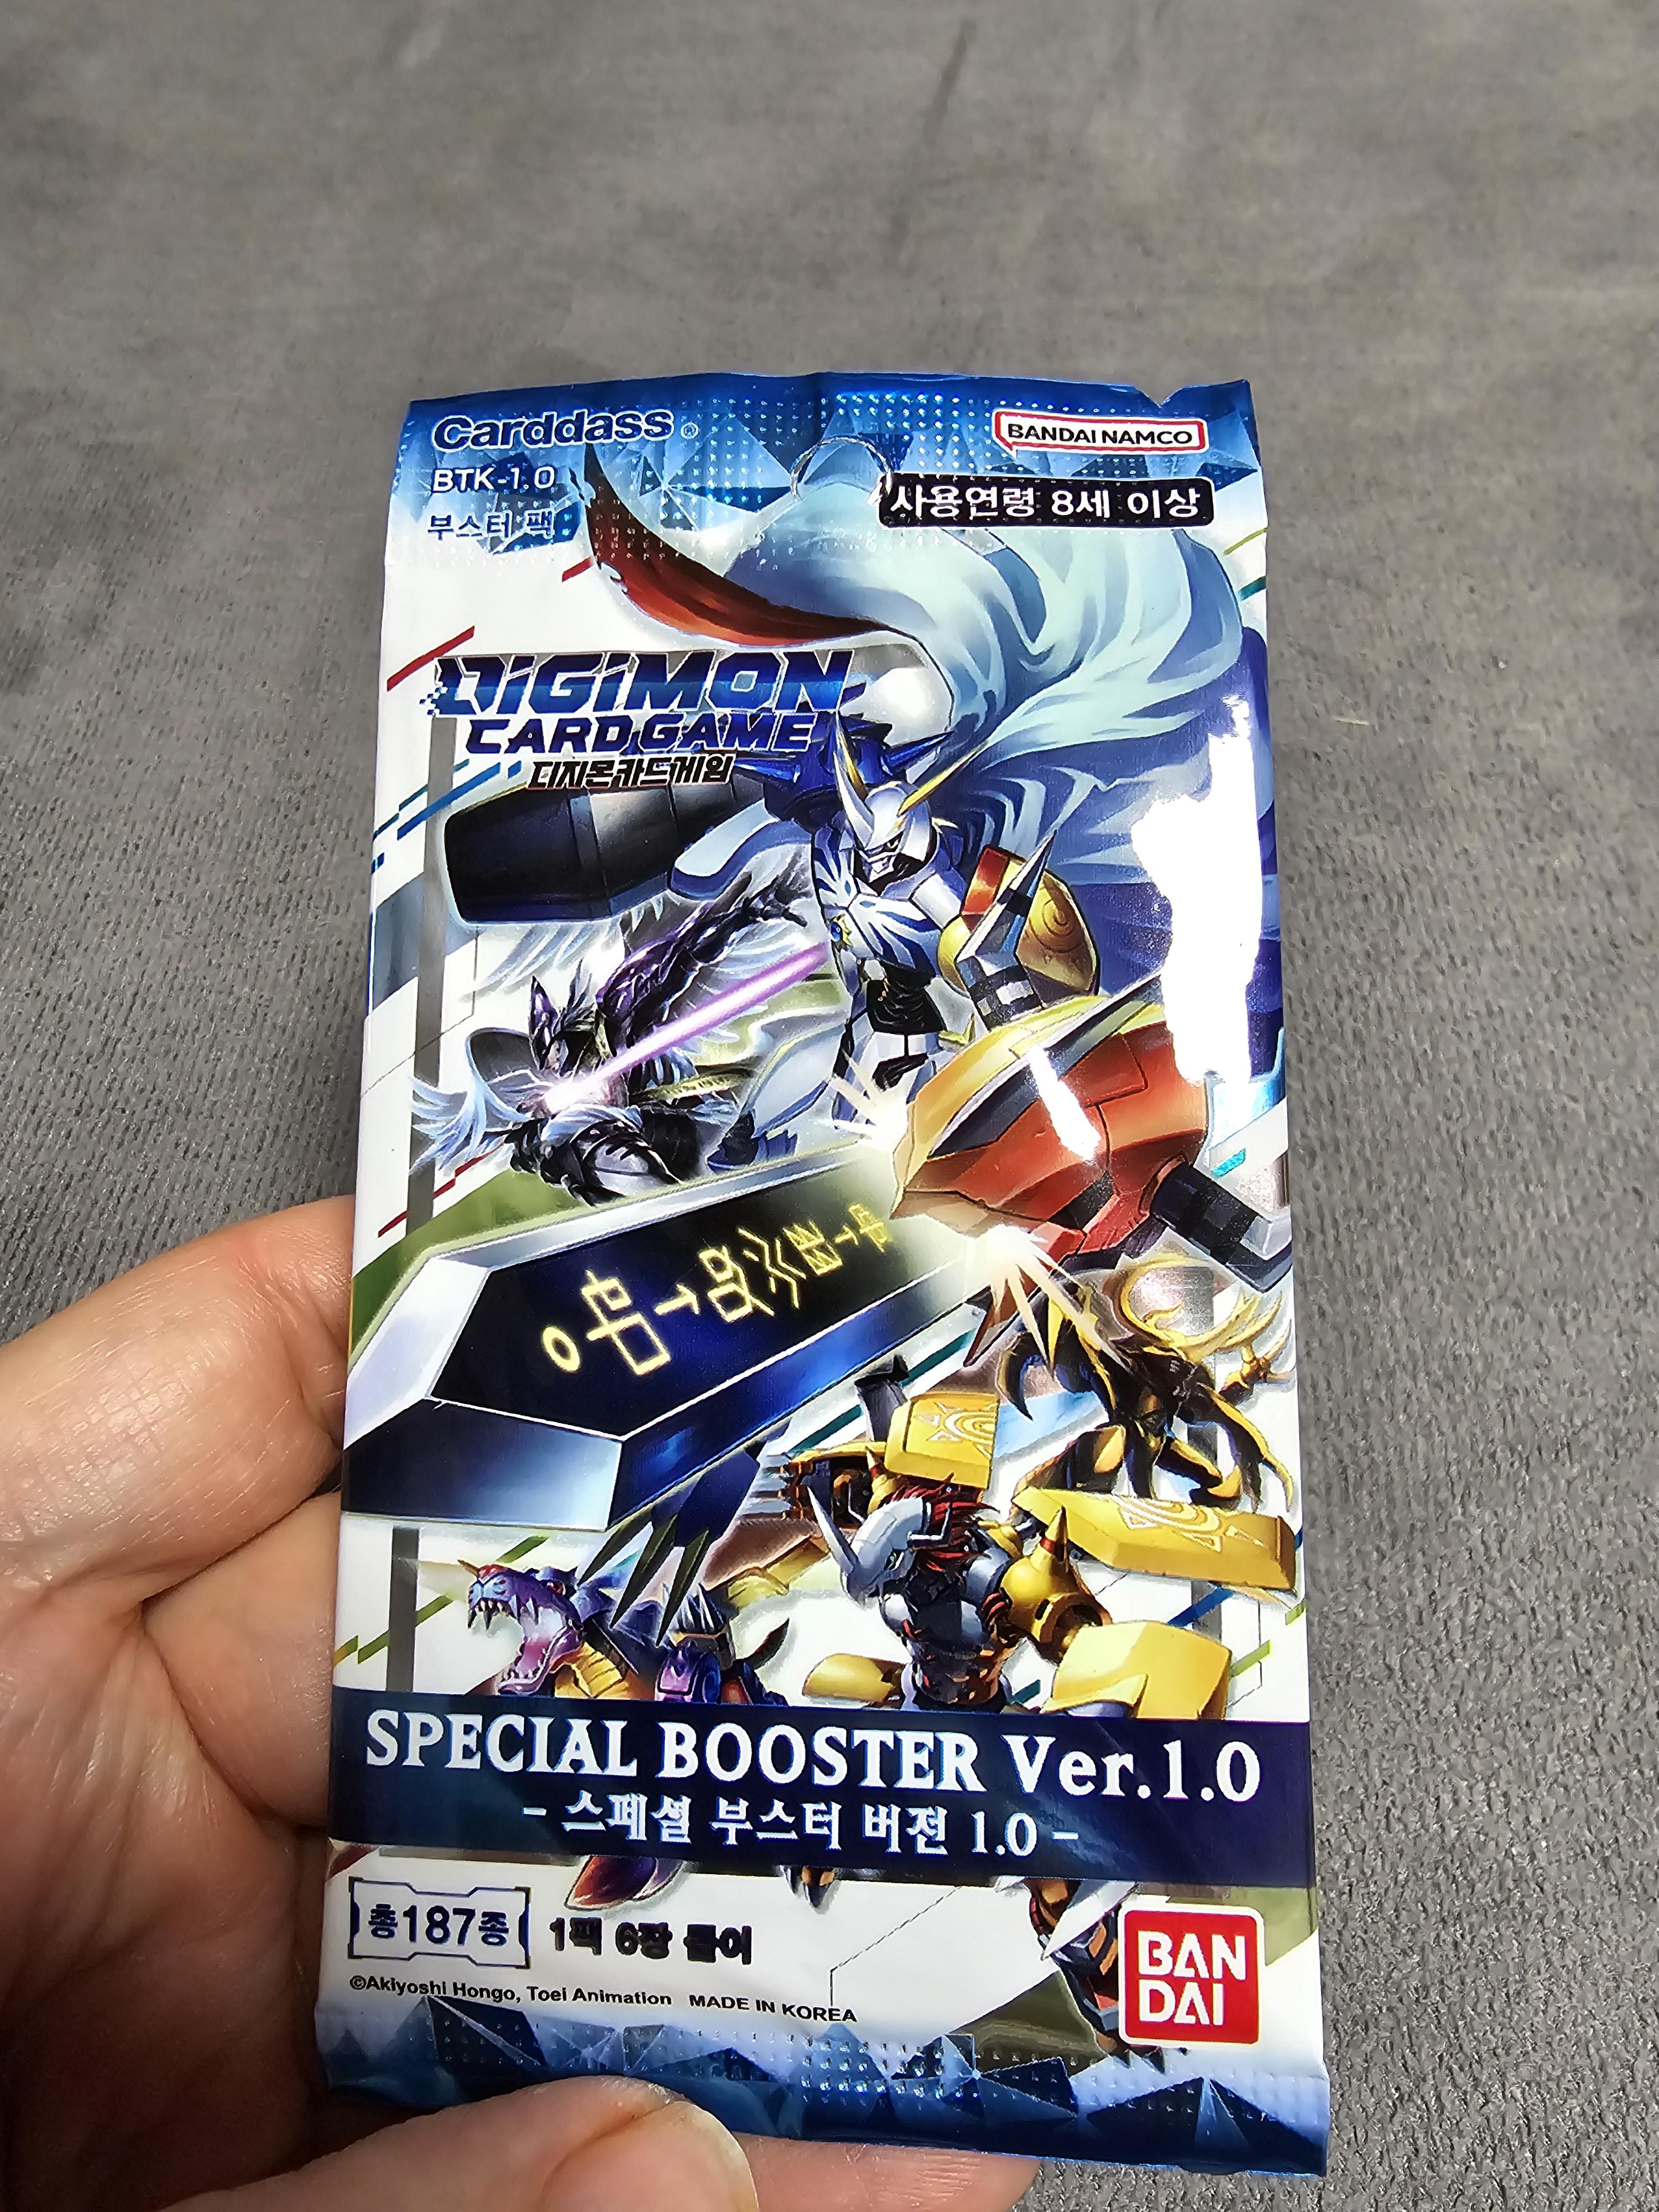 Carddass®
BANDAI NAMCO
BTK-1.0
사용연령 8세 이상
부스터 팩
DIGIMON
CARD GAME
디지몬카드게임
SPECIAL BOOSTER Ver.1.0
- 스페셜 부스터 버전 1.0 -
총187종
1팩 6장 들이
©Akiyoshi Hongo, Toei Animation MADE IN KOREA
BAN
DAI